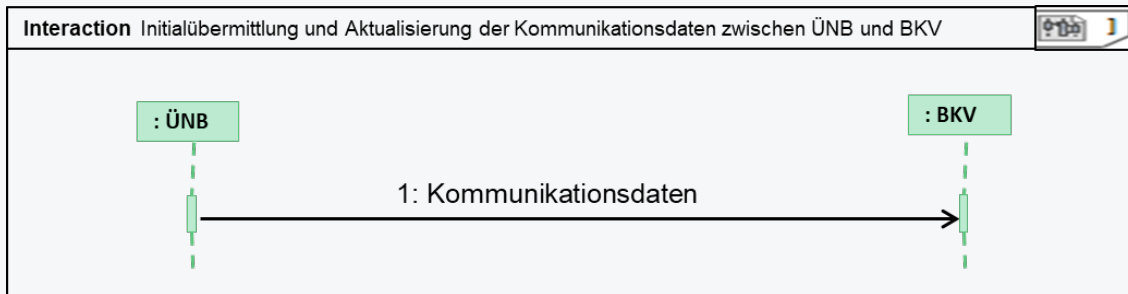 Interaction Initialübermittlung und Aktualisierung der Kommunikationsdaten zwischen ÜNB und BKV
: ÜNB
: BKV
1: Kommunikationsdaten